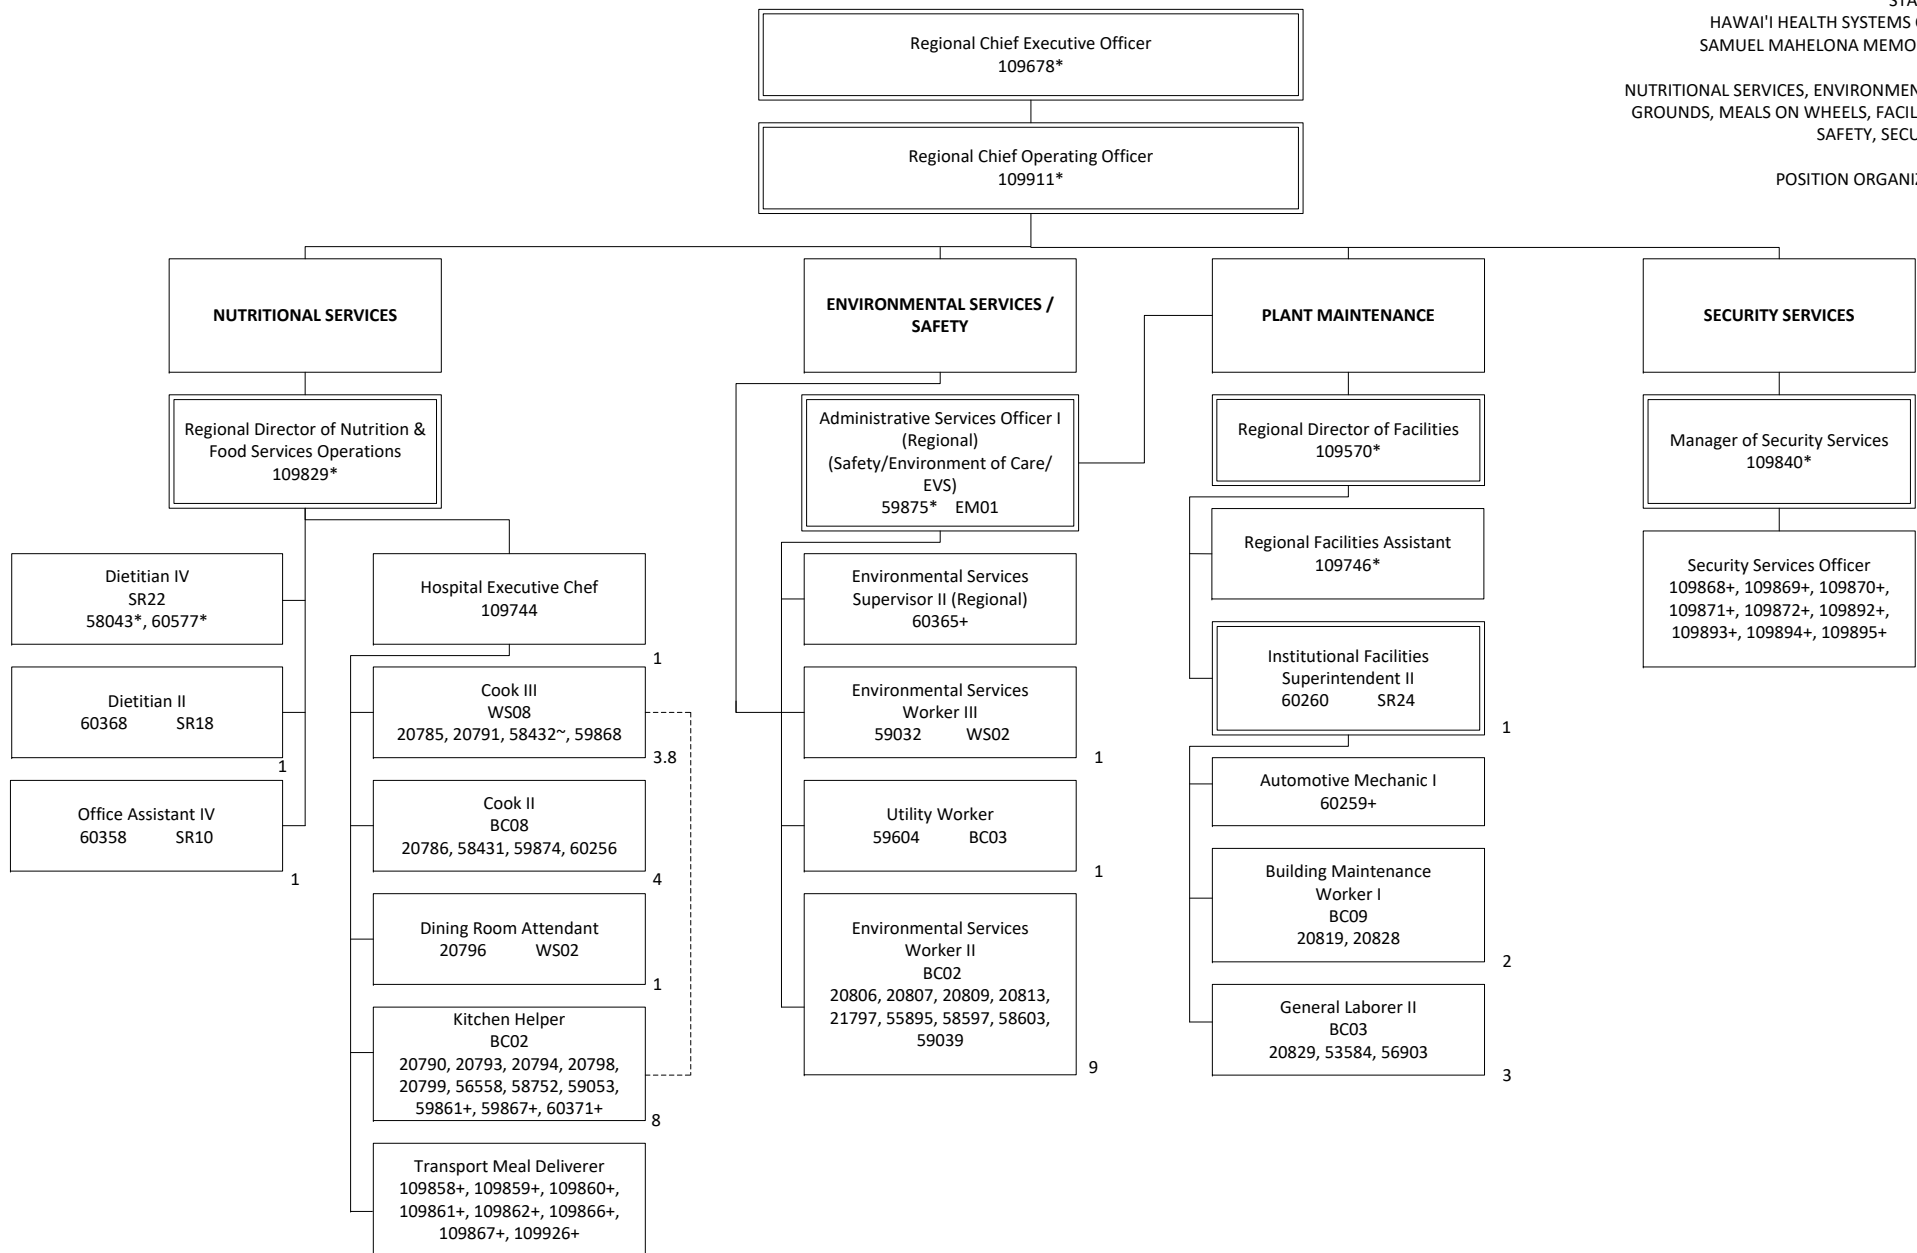 Regional Chief Executive Officer
109678*
Regional Chief Operating Officer
109911*
HAWAI'I HEALTH SYSTEMS
SAMUEL MAHELONA
NUTRITIONAL SERVICES,
GROUNDS, MEALS ON WHEELS,
SAFETY,
POSITION
NUTRITIONAL SERVICES
Regional Director of Nutrition &
Food Services Operations
109829*
Dietitian IV
SR22
58043*, 60577*
Dietitian II
60368 SR18
1
Office Assistant IV
60358 SR10
1
Hospital Executive Chef
109744
1
Cook III
WS08
20785, 20791, 58432~, 59868
3.8
Cook II
BC08
20786, 58431, 59874, 60256
4
Dining Room Attendant
20796 WS02
1
Kitchen Helper
BC02
20790, 20793, 20794, 20798,
20799, 56558, 58752, 59053,
59861+, 59867+, 60371+
8
Transport Meal Deliverer
109858+, 109859+, 109860+,
109861+, 109862+, 109866+,
109867+, 109926+
ENVIRONMENTAL SERVICES /
SAFETY
Administrative Services Officer I
(Regional)
(Safety/Environment of Care/
EVS)
59875* EM01
Environmental Services
Supervisor II (Regional)
60365+
Environmental Services
Worker III
59032 WS02
1
Utility Worker
59604 BC03
1
Environmental Services
Worker II
BC02
20806, 20807, 20809, 20813,
21797, 55895, 58597, 58603,
59039
9
PLANT MAINTENANCE
Regional Director of Facilities
109570*
Regional Facilities Assistant
109746*
Institutional Facilities
Superintendent II
60260 SR24
1
Automotive Mechanic I
60259+
Building Maintenance
Worker I
BC09
20819, 20828
2
General Laborer II
BC03
20829, 53584, 56903
3
SECURITY SERVICES
Manager of Security Services
109840*
Security Services Officer
109868+, 109869+, 109870+,
109871+, 109872+, 109892+,
109893+, 109894+, 109895+